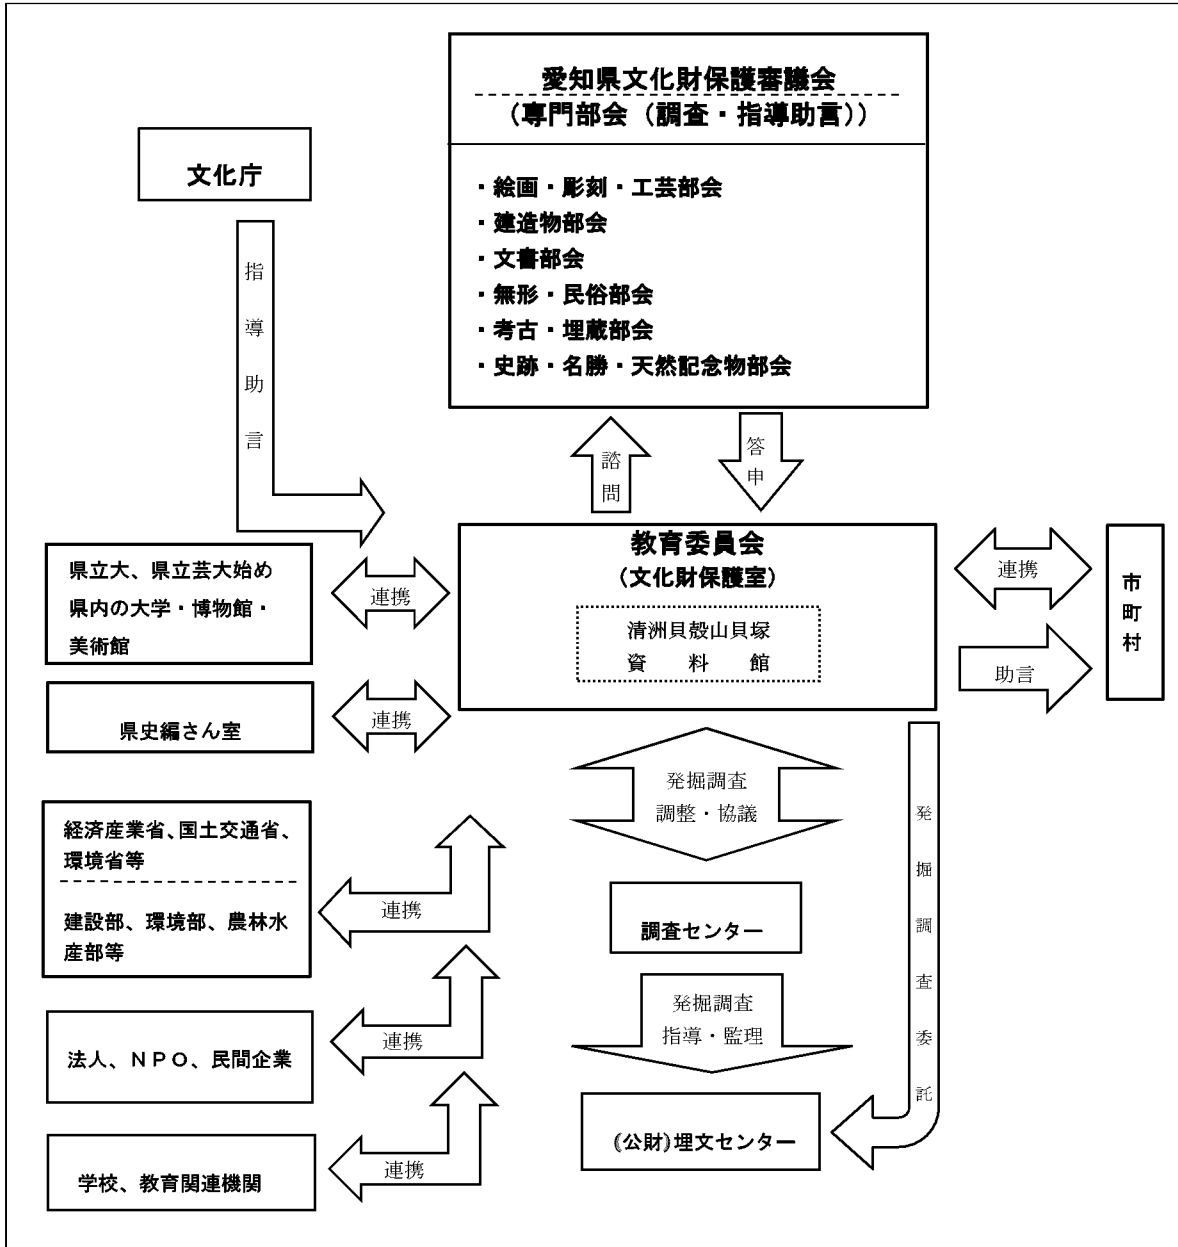 愛知県文化財保護審議会
(専門部会(調査・指導助言))
・絵画・彫刻・工芸部会
・建造物部会
・文書部会
・無形・民俗部会
・考古・埋蔵部会
・史跡・名勝・天然記念物部会
文化庁
指導助言
諮問
答申
教育委員会
(文化財保護室)
清洲貝殻山貝塚
資 料 館
県立大、県立芸大始め
県内の大学・博物館・
美術館
連携
県史編さん室
連携
連携
助言
市町村
発掘調査
調整・協議
発掘調査委託
経済産業省、国土交通省、
環境省等
建設部、環境部、農林水
産部等
連携
調査センター
発掘調査
指導・監理
法人、NPO、民間企業
連携
(公財)埋文センター
学校、教育関連機関
連携